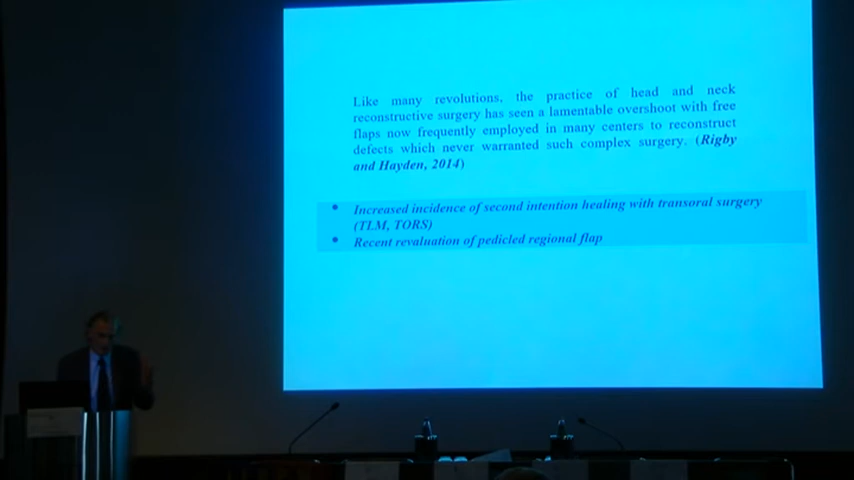 Like many revolutions, the practice of head and neck
reconstructive surgery has seen a lamentable overshoot with free
flaps now frequently employed in many centers to reconstruct
defects which never warranted such complex surgery. (Rigby
and Hayden, 2014)
• Increased incidence of second intention healing with transoral surgery
(TLM, TORS)
• Recent revaluation of pedicled regional flap